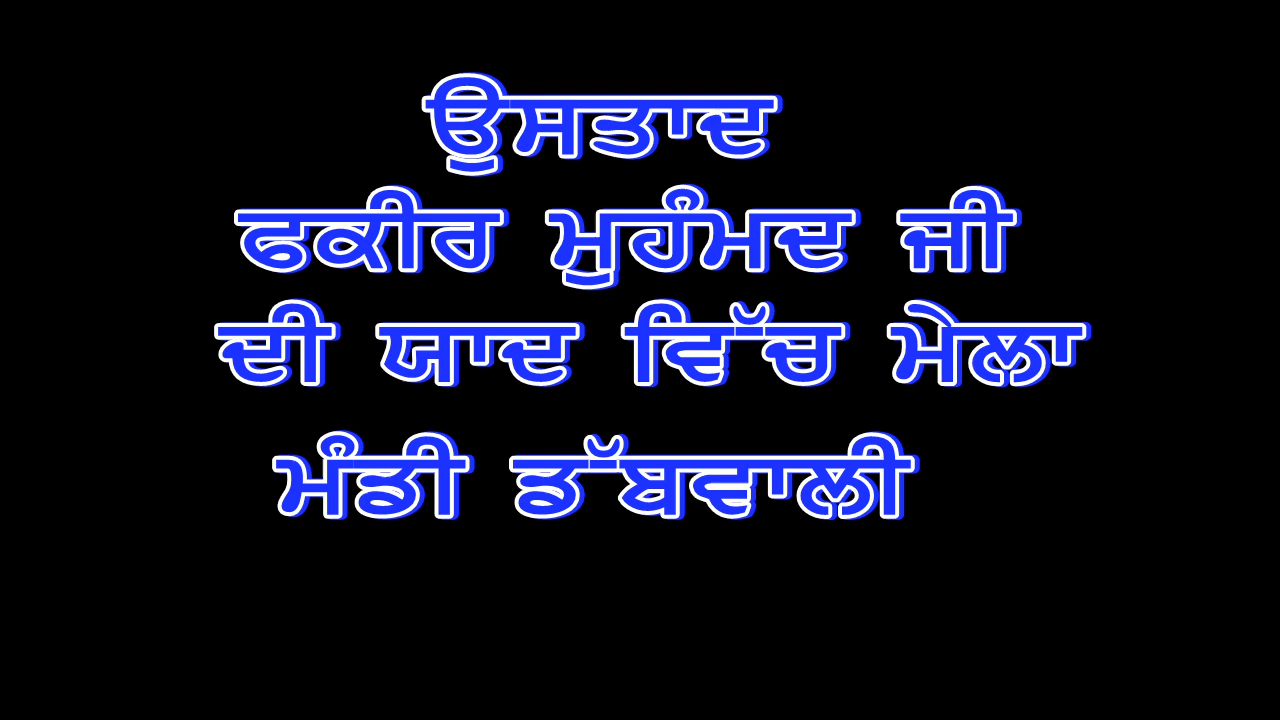 ਉਸਤਾਦ
ਫਕੀਰ ਮੁਹੰਮਦ ਜੀ
ਦੀ ਯਾਦ ਵਿੱਚ ਮੇਲਾ
ਮੰਡੀ ਡੱਬਵਾਲੀ